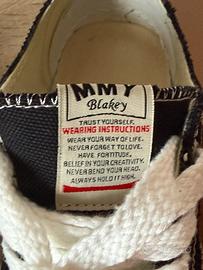 MMY
Blakey
TRUST YOURSELF.
WEARING INSTRUCTIONS
WEAR YOUR WAY OF LIFE.
NEVER FORGET TO LOVE.
HAVE FORTITUDE.
BELIEF IN YOUR CREATIVITY.
NEVER BEND YOUR HEAD.
ALWAYS HOLD IT HIGH.